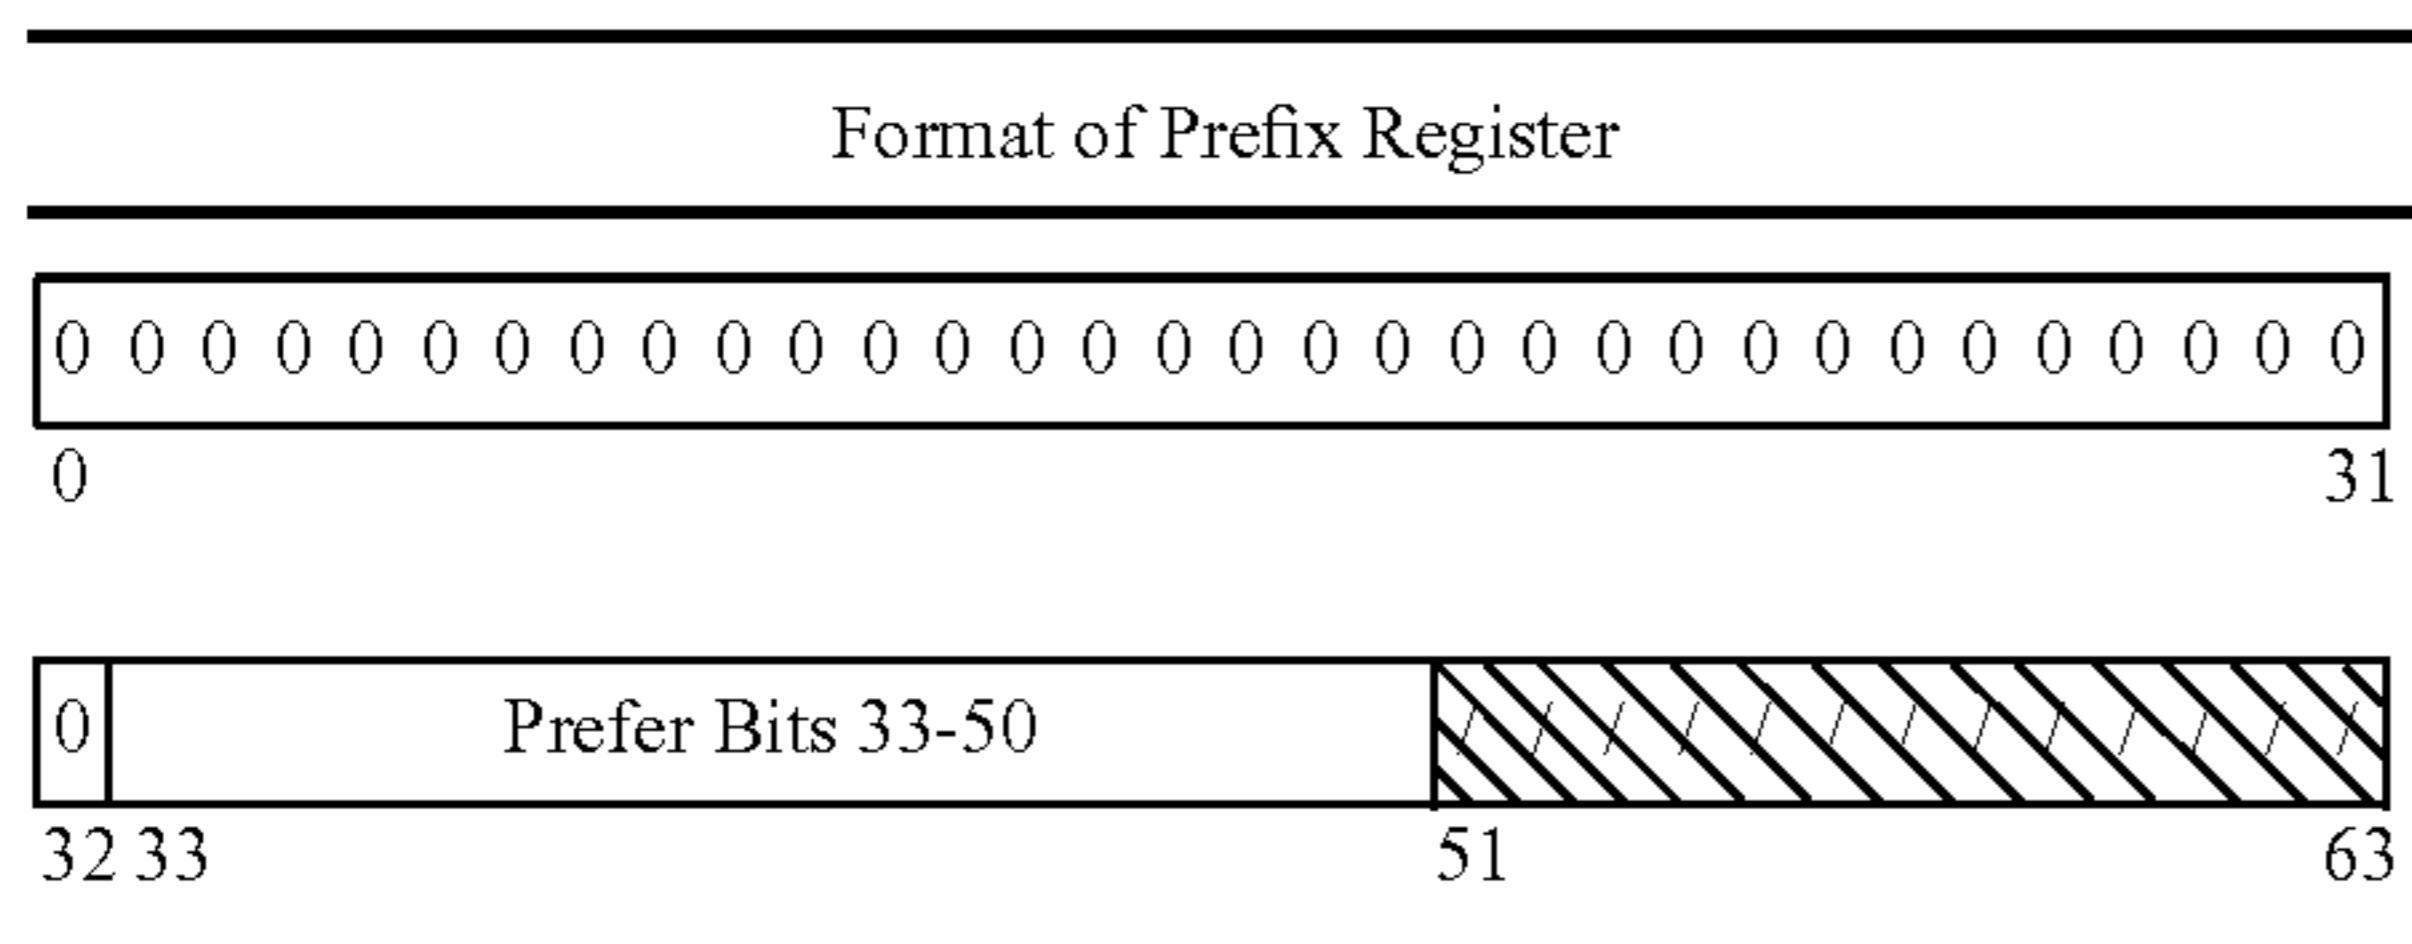 Format of Prefix Register
0 0 0 0 0 0 0 0 0 0 0 0 0 0 0 0 0 0 0 0 0 0 0 0 0 0 0 0 0 0 0 0
0 31
0 Prefer Bits 33-50 / / / / / / / / / / / / /
32 33 51 63